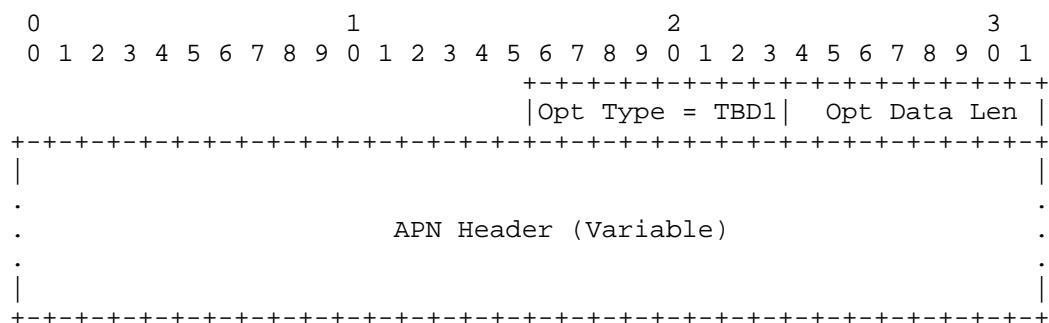 0                   1                   2                   3
 0 1 2 3 4 5 6 7 8 9 0 1 2 3 4 5 6 7 8 9 0 1 2 3 4 5 6 7 8 9 0 1
                                +-+-+-+-+-+-+-+-+-+-+-+-+-+-+-+-+
                                |Opt Type = TBD1|  Opt Data Len |
+-+-+-+-+-+-+-+-+-+-+-+-+-+-+-+-+-+-+-+-+-+-+-+-+-+-+-+-+-+-+-+-+
|                                                               |
.                                                               .
.                       APN Header (Variable)                   .
.                                                               .
|                                                               |
+-+-+-+-+-+-+-+-+-+-+-+-+-+-+-+-+-+-+-+-+-+-+-+-+-+-+-+-+-+-+-+-+